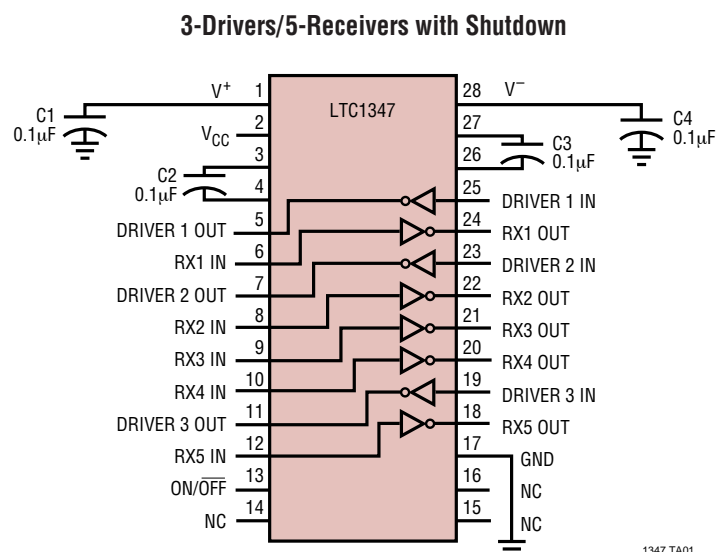 3-Drivers/5-Receivers with Shutdown
LTC1347
C1
0.1µF
V+ 1
2
VCC
3
C2
0.1µF
4
5
DRIVER 1 OUT
6
RX1 IN
7
DRIVER 2 OUT
8
RX2 IN
9
RX3 IN
10
RX4 IN
11
DRIVER 3 OUT
12
RX5 IN
13
ON/OFF
14
NC
28 V−
C4
0.1µF
27
C3
0.1µF
26
25
DRIVER 1 IN
24
RX1 OUT
23
DRIVER 2 IN
22
RX2 OUT
21
RX3 OUT
20
RX4 OUT
19
DRIVER 3 IN
18
RX5 OUT
17
GND
16
NC
15
NC
1347 TA01